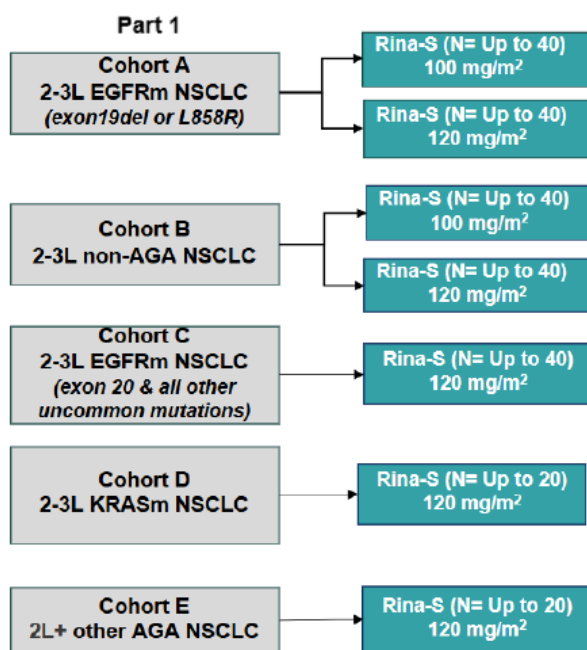 Part 1
Cohort A
2-3L EGFRm NSCLC
(exon19del or L858R)
Rina-S (N= Up to 40)
100 mg/m²
Rina-S (N= Up to 40)
120 mg/m²
Cohort B
2-3L non-AGA NSCLC
Rina-S (N= Up to 40)
100 mg/m²
Rina-S (N= Up to 40)
120 mg/m²
Cohort C
2-3L EGFRm NSCLC
(exon 20 & all other
uncommon mutations)
Rina-S (N= Up to 40)
120 mg/m²
Cohort D
2-3L KRASm NSCLC
Rina-S (N= Up to 20)
120 mg/m²
Cohort E
2L+ other AGA NSCLC
Rina-S (N= Up to 20)
120 mg/m²